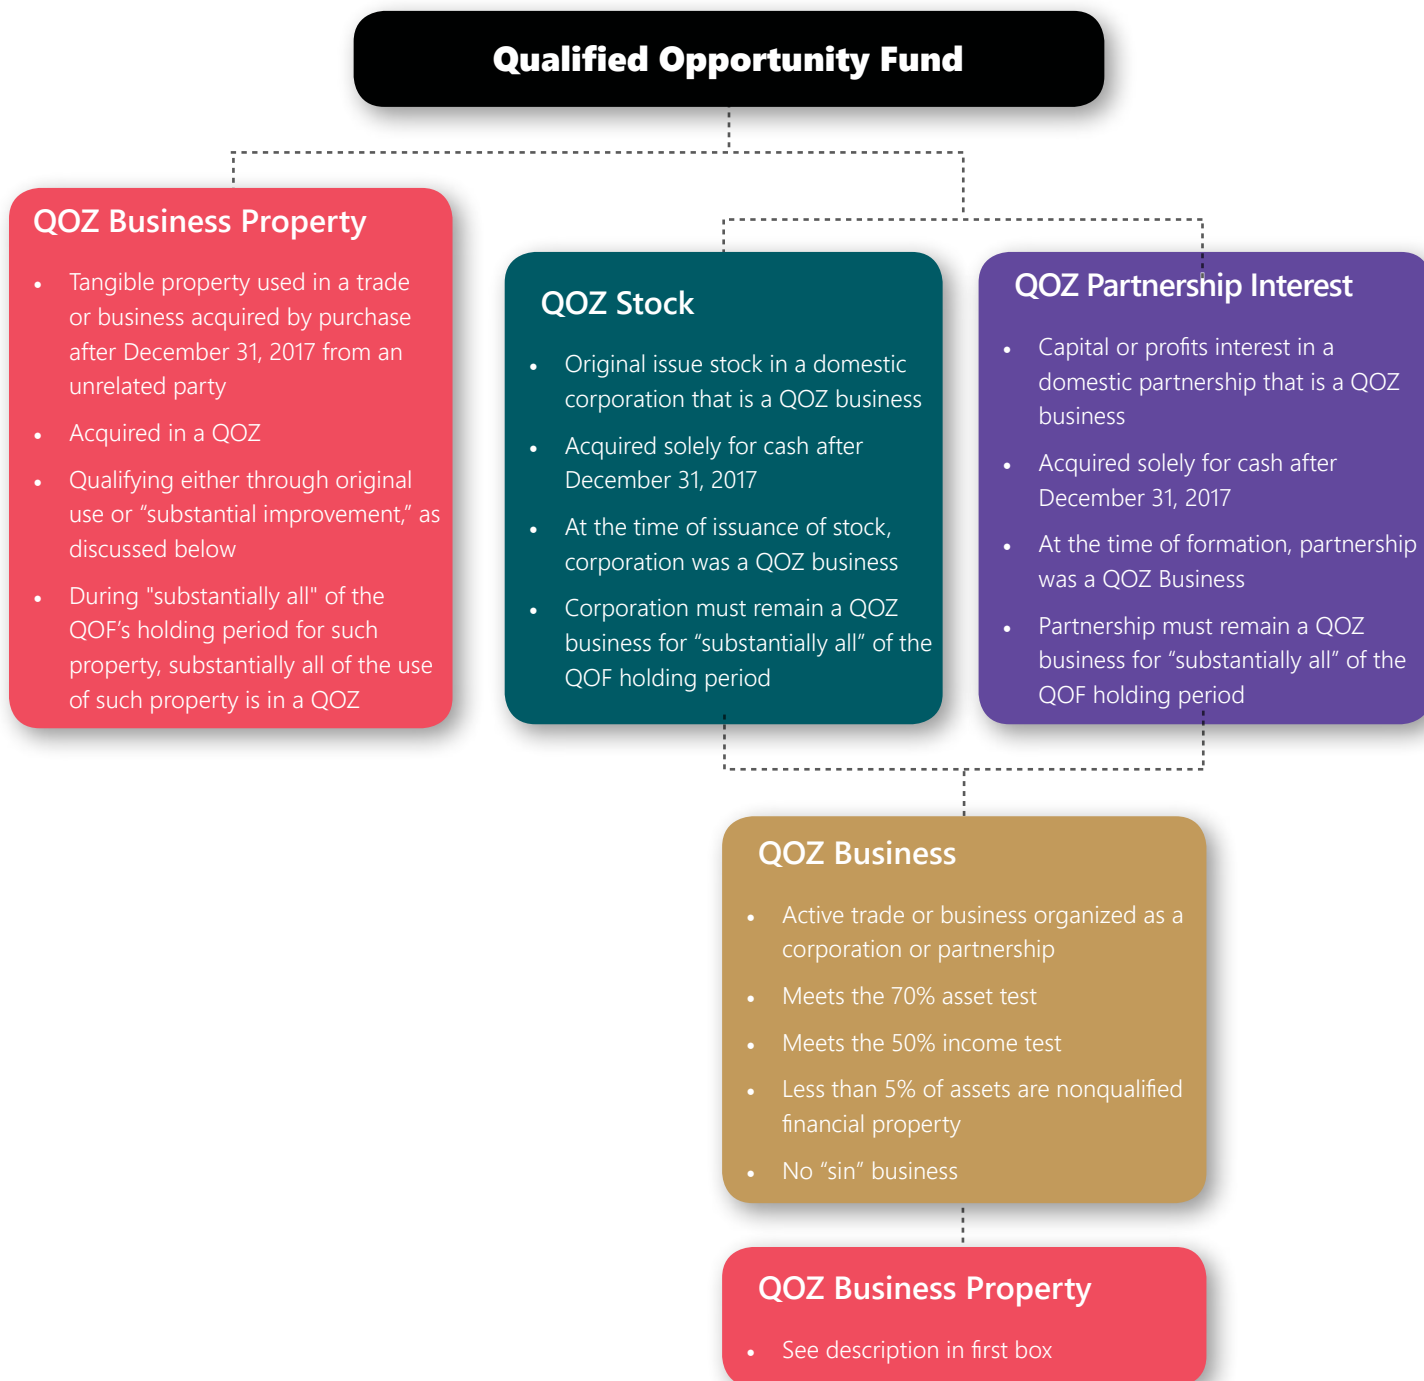 Qualified Opportunity Fund
QOZ Business Property
• Tangible property used in a trade
or business acquired by purchase
after December 31, 2017 from an
unrelated party
• Acquired in a QOZ
• Qualifying either through original
use or “substantial improvement,” as
discussed below
• During "substantially all" of the
QOF’s holding period for such
property, substantially all of the use
of such property is in a QOZ
QOZ Stock
• Original issue stock in a domestic
corporation that is a QOZ business
• Acquired solely for cash after
December 31, 2017
• At the time of issuance of stock,
corporation was a QOZ business
• Corporation must remain a QOZ
business for “substantially all” of the
QOF holding period
QOZ Partnership Interest
• Capital or profits interest in a
domestic partnership that is a QOZ
business
• Acquired solely for cash after
December 31, 2017
• At the time of formation, partnership
was a QOZ Business
• Partnership must remain a QOZ
business for “substantially all” of the
QOF holding period
QOZ Business
• Active trade or business organized as a
corporation or partnership
• Meets the 70% asset test
• Meets the 50% income test
• Less than 5% of assets are nonqualified
financial property
• No “sin” business
QOZ Business Property
• See description in first box